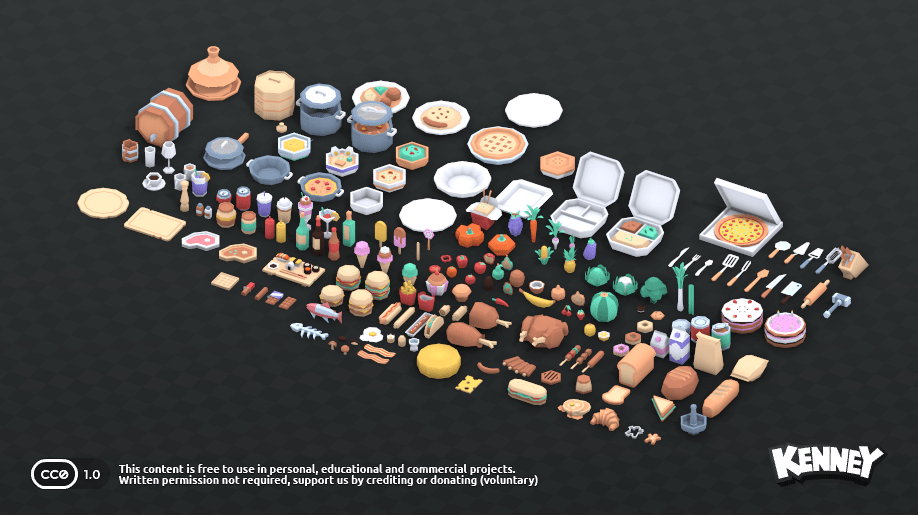 CC0 1.0
This content is free to use in personal, educational and commercial projects.
Written permission not required, support us by crediting or donating (voluntary)
KENNEY